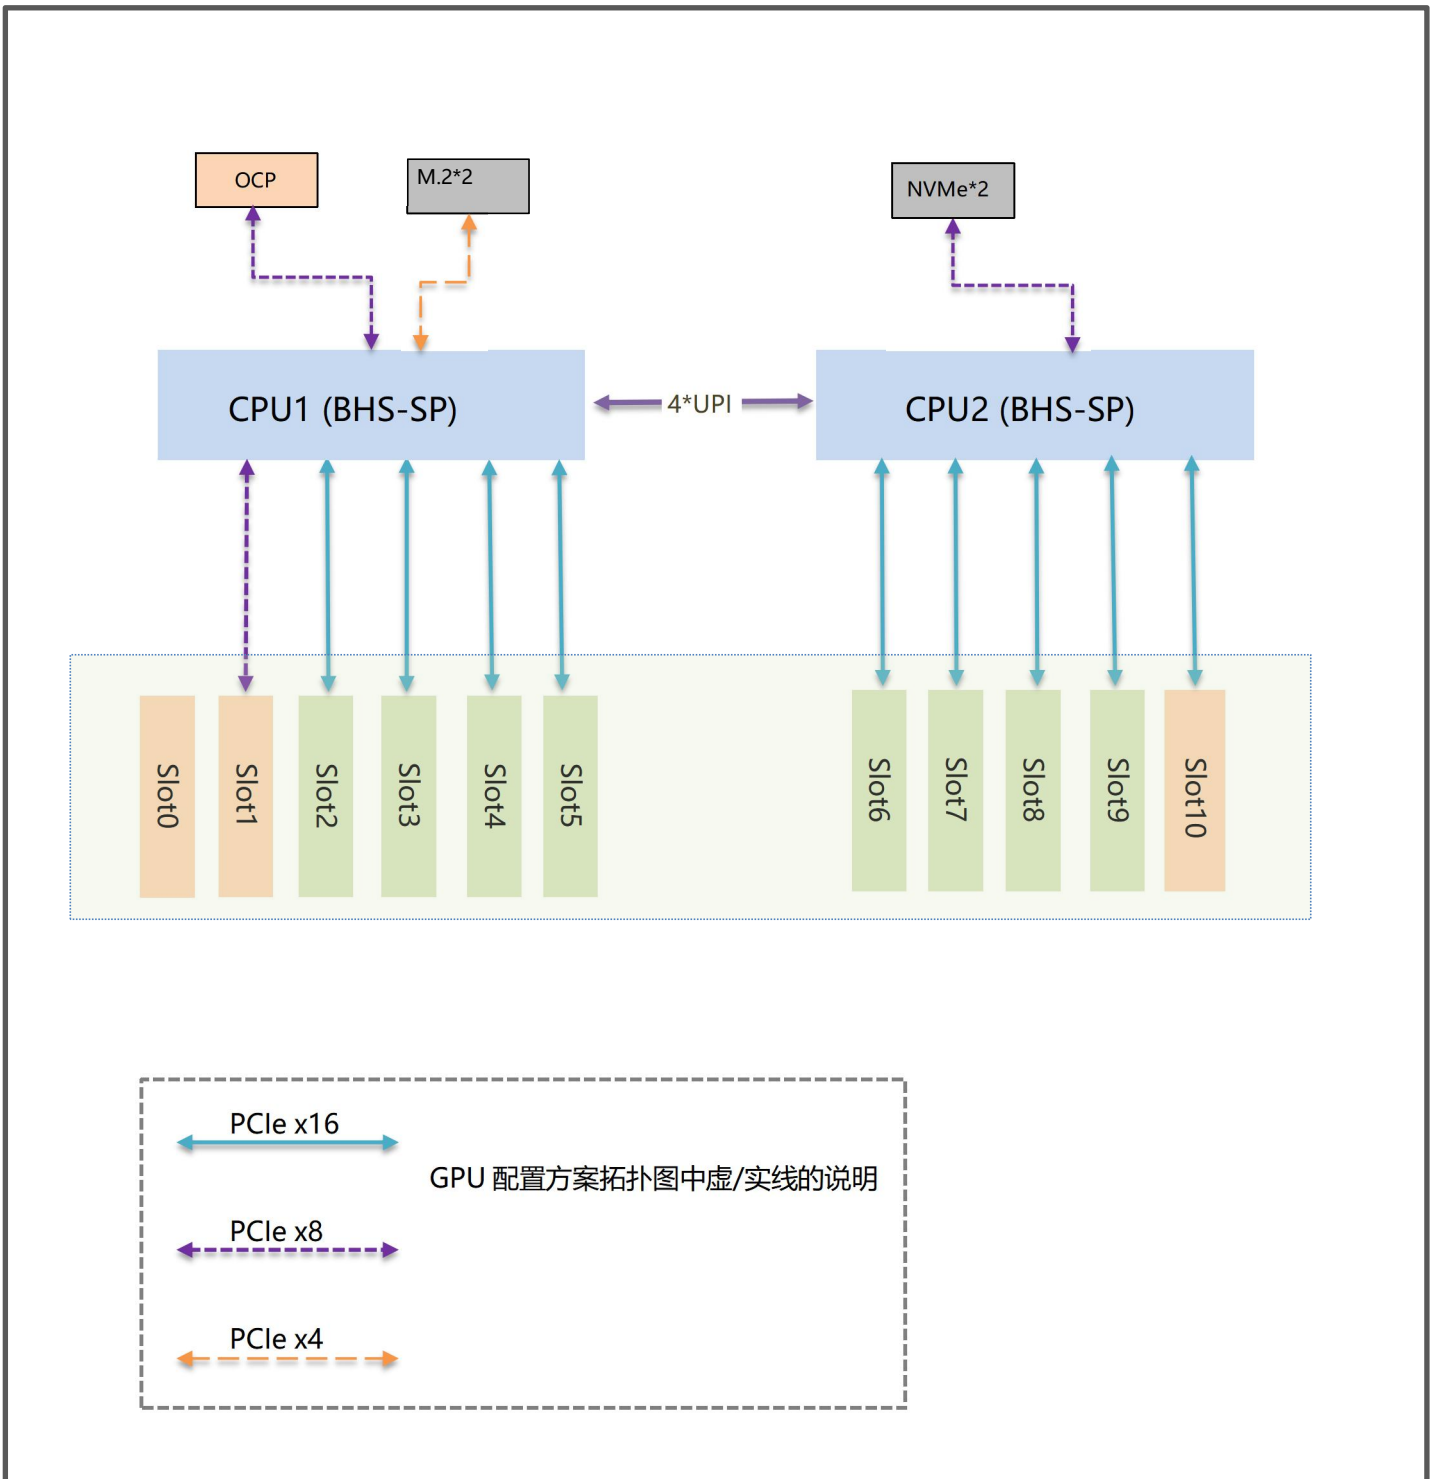 OCP
M.2*2
NVMe*2
CPU1 (BHS-SP)
4*UPI
CPU2 (BHS-SP)
Slot0
Slot1
Slot2
Slot3
Slot4
Slot5
Slot6
Slot7
Slot8
Slot9
Slot10
PCIe x16
GPU 配置方案拓扑图中虚/实线的说明
PCIe x8
PCIe x4